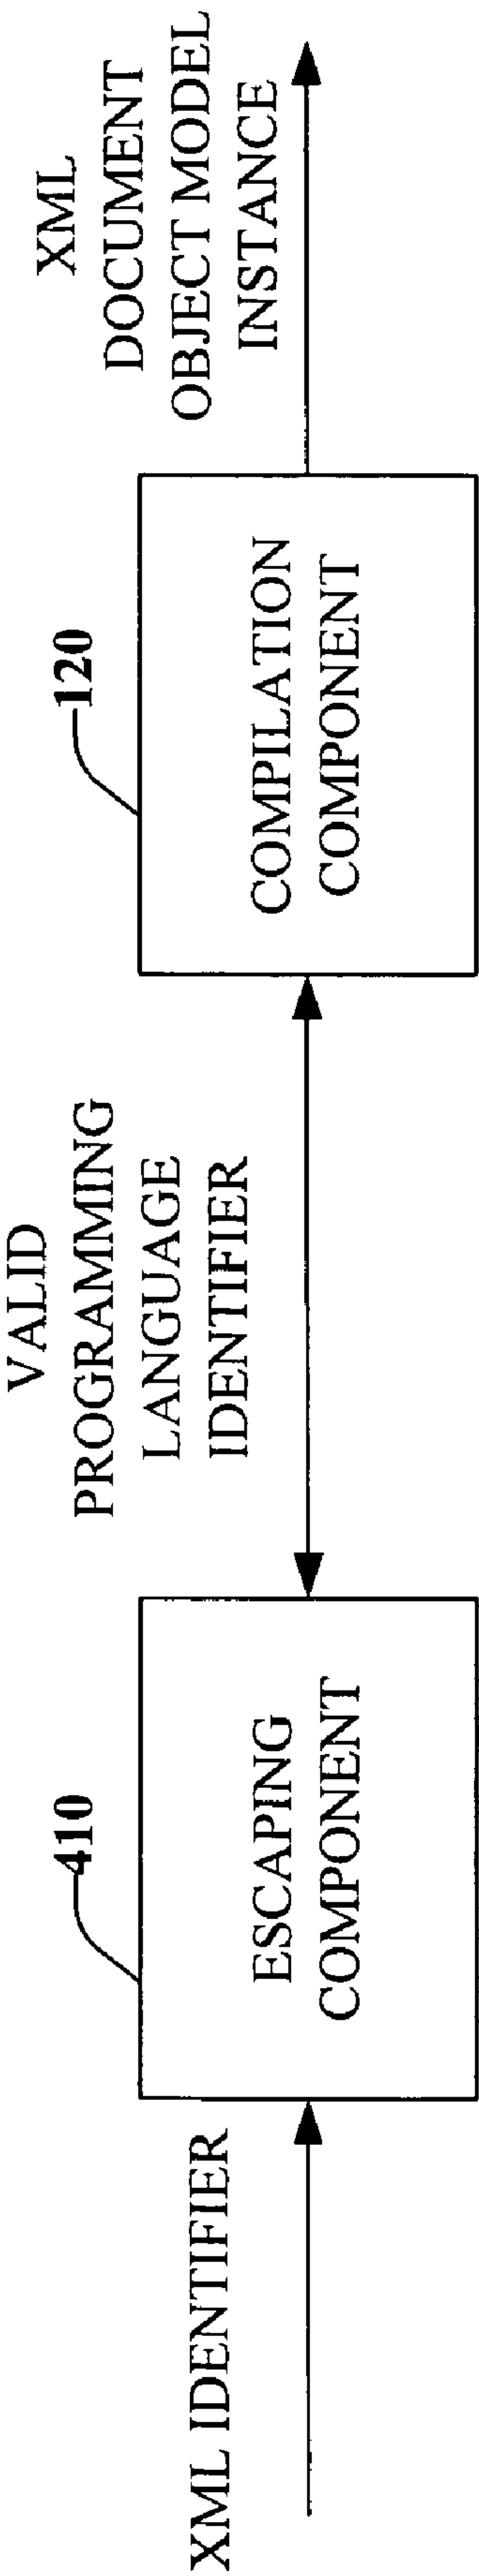 XML IDENTIFIER
410
ESCAPING
COMPONENT
VALID
PROGRAMMING
LANGUAGE
IDENTIFIER
120
COMPILATION
COMPONENT
XML
DOCUMENT
OBJECT MODEL
INSTANCE